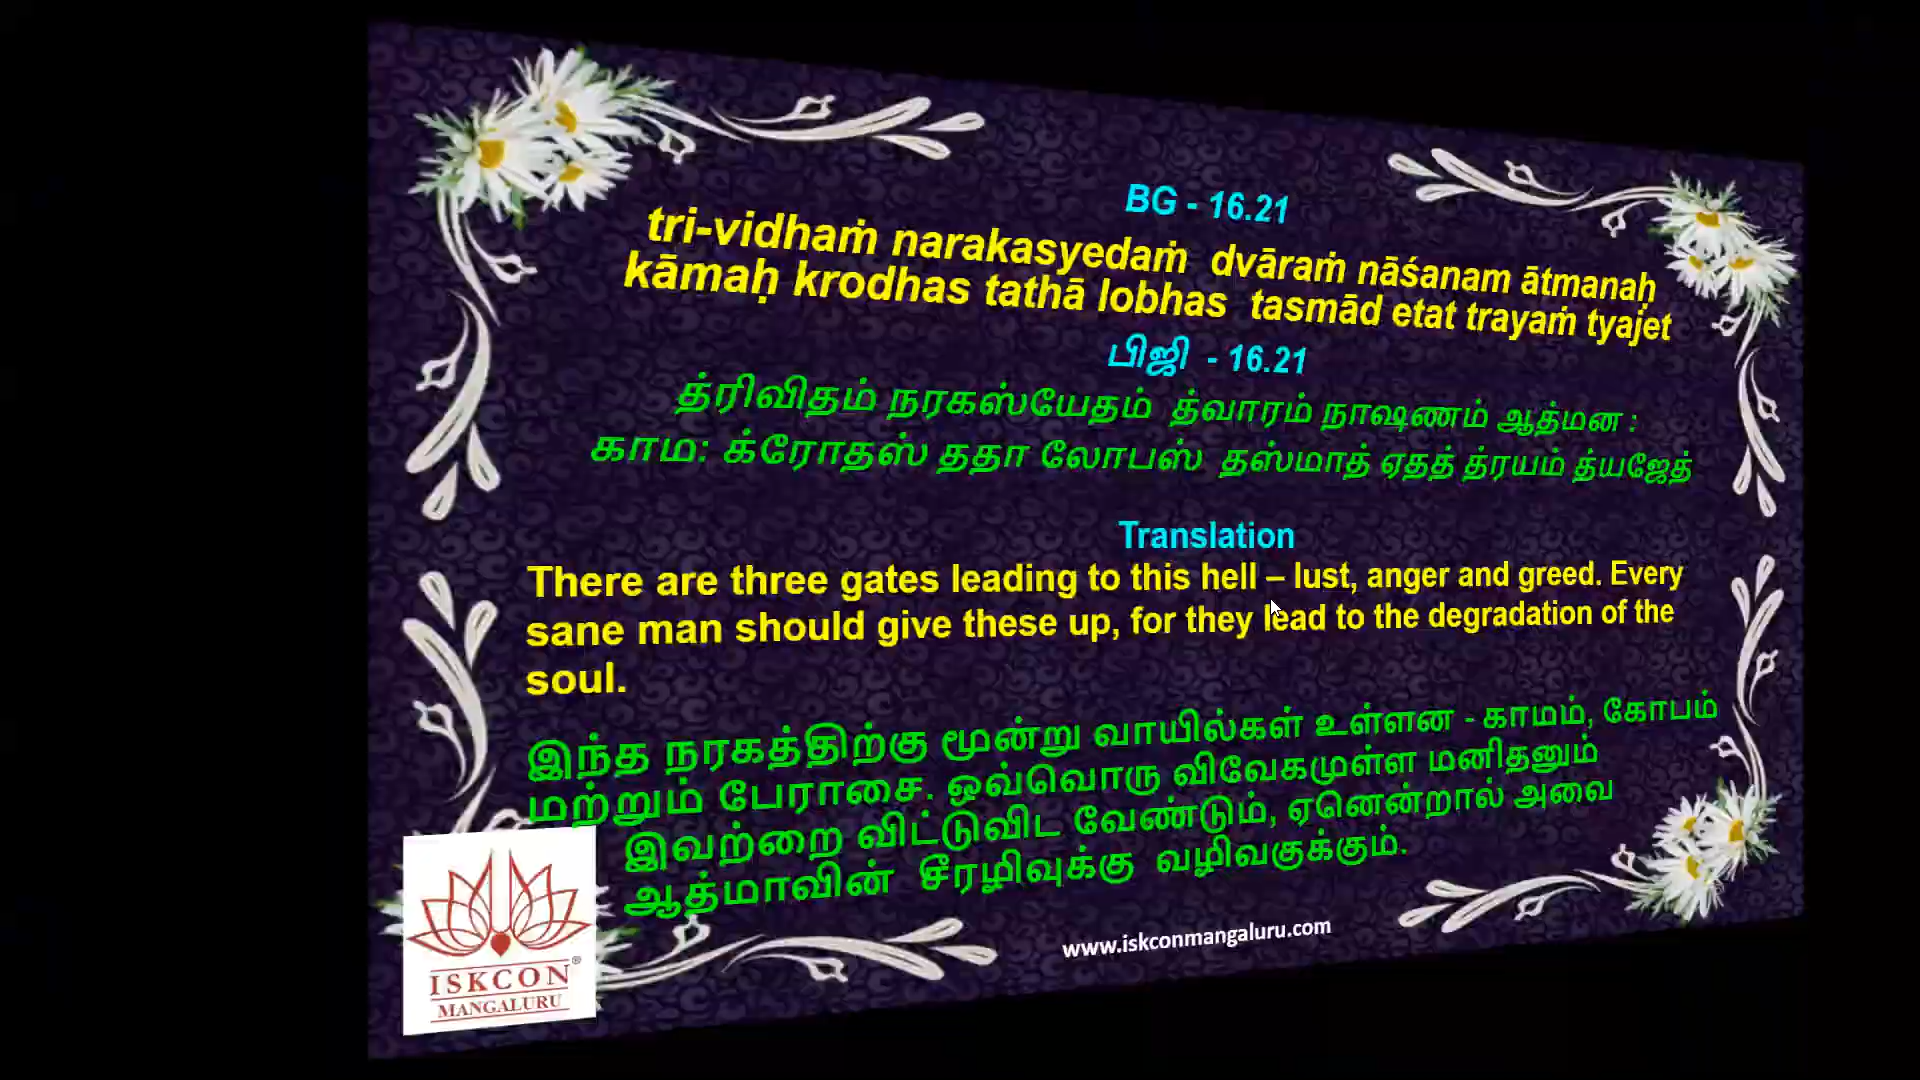 BG - 16.21
tri-vidhaṁ narakasyedaṁ dvāraṁ nāśanam ātmanaḥ
kāmaḥ krodhas tathā lobhas tasmād etat trayaṁ tyajet
பிஜி - 16.21
த்ரிவிதம் நரகஸ்யேதம் த்வாரம் நாஷணம் ஆத்மன :
காம: க்ரோதஸ் ததா லோபஸ் தஸ்மாத் ஏதத் த்ரயம் த்யஜேத்
Translation
There are three gates leading to this hell – lust, anger and greed. Every
sane man should give these up, for they lead to the degradation of the
soul.
இந்த நரகத்திற்கு மூன்று வாயில்கள் உள்ளன - காமம், கோபம்
மற்றும் பேராசை. ஒவ்வொரு விவேகமுள்ள மனிதனும்
இவற்றை விட்டுவிட வேண்டும், ஏனென்றால் அவை
ஆத்மாவின் சீரழிவுக்கு வழிவகுக்கும்.
www.iskconmangaluru.com
ISKCON®
MANGALURU